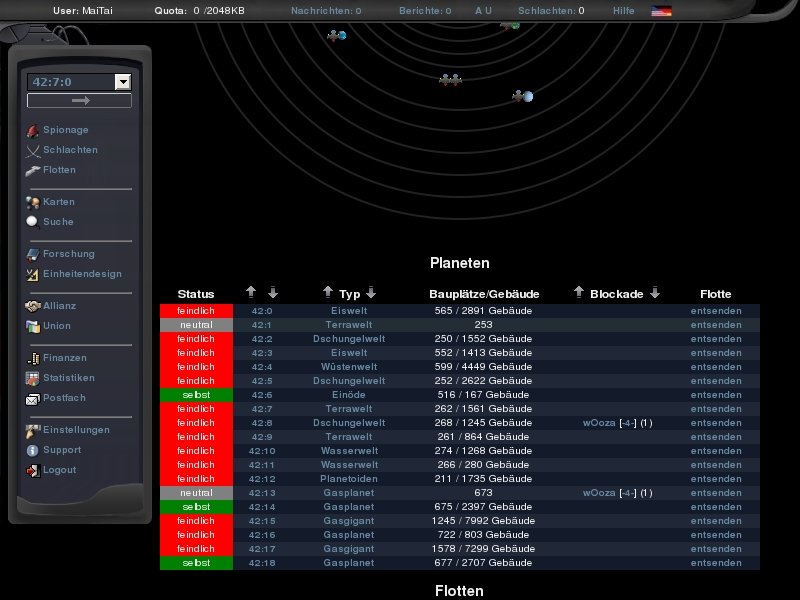 User: MaiTai Quota: 0 /2048KB Nachrichten: 0 Berichte: 0 A U Schlachten: 0 Hilfe
42:7:0
Spionage
Schlachten
Flotten
Karten
Suche
Forschung
Einheitendesign
Allianz
Union
Finanzen
Statistiken
Postfach
Einstellungen
Support
Logout
Planeten
Status Typ Bauplätze/Gebäude Blockade Flotte
feindlich 42:0 Eiswelt 565 / 2891 Gebäude entsenden
neutral 42:1 Terrawelt 253 entsenden
feindlich 42:2 Dschungelwelt 250 / 1552 Gebäude entsenden
feindlich 42:3 Eiswelt 552 / 1413 Gebäude entsenden
feindlich 42:4 Wüstenwelt 599 / 4449 Gebäude entsenden
feindlich 42:5 Dschungelwelt 252 / 2622 Gebäude entsenden
selbst 42:6 Einöde 516 / 167 Gebäude entsenden
feindlich 42:7 Terrawelt 262 / 1561 Gebäude entsenden
feindlich 42:8 Dschungelwelt 268 / 1245 Gebäude wOoza [-4-] (1) entsenden
feindlich 42:9 Terrawelt 261 / 864 Gebäude entsenden
feindlich 42:10 Wasserwelt 274 / 1268 Gebäude entsenden
feindlich 42:11 Wasserwelt 266 / 280 Gebäude entsenden
feindlich 42:12 Planetoiden 211 / 1735 Gebäude entsenden
neutral 42:13 Gasplanet 673 wOoza [-4-] (1) entsenden
selbst 42:14 Gasplanet 675 / 2397 Gebäude entsenden
feindlich 42:15 Gasgigant 1245 / 7992 Gebäude entsenden
feindlich 42:16 Gasplanet 722 / 803 Gebäude entsenden
feindlich 42:17 Gasgigant 1578 / 7299 Gebäude entsenden
selbst 42:18 Gasplanet 677 / 2707 Gebäude entsenden
Flotten